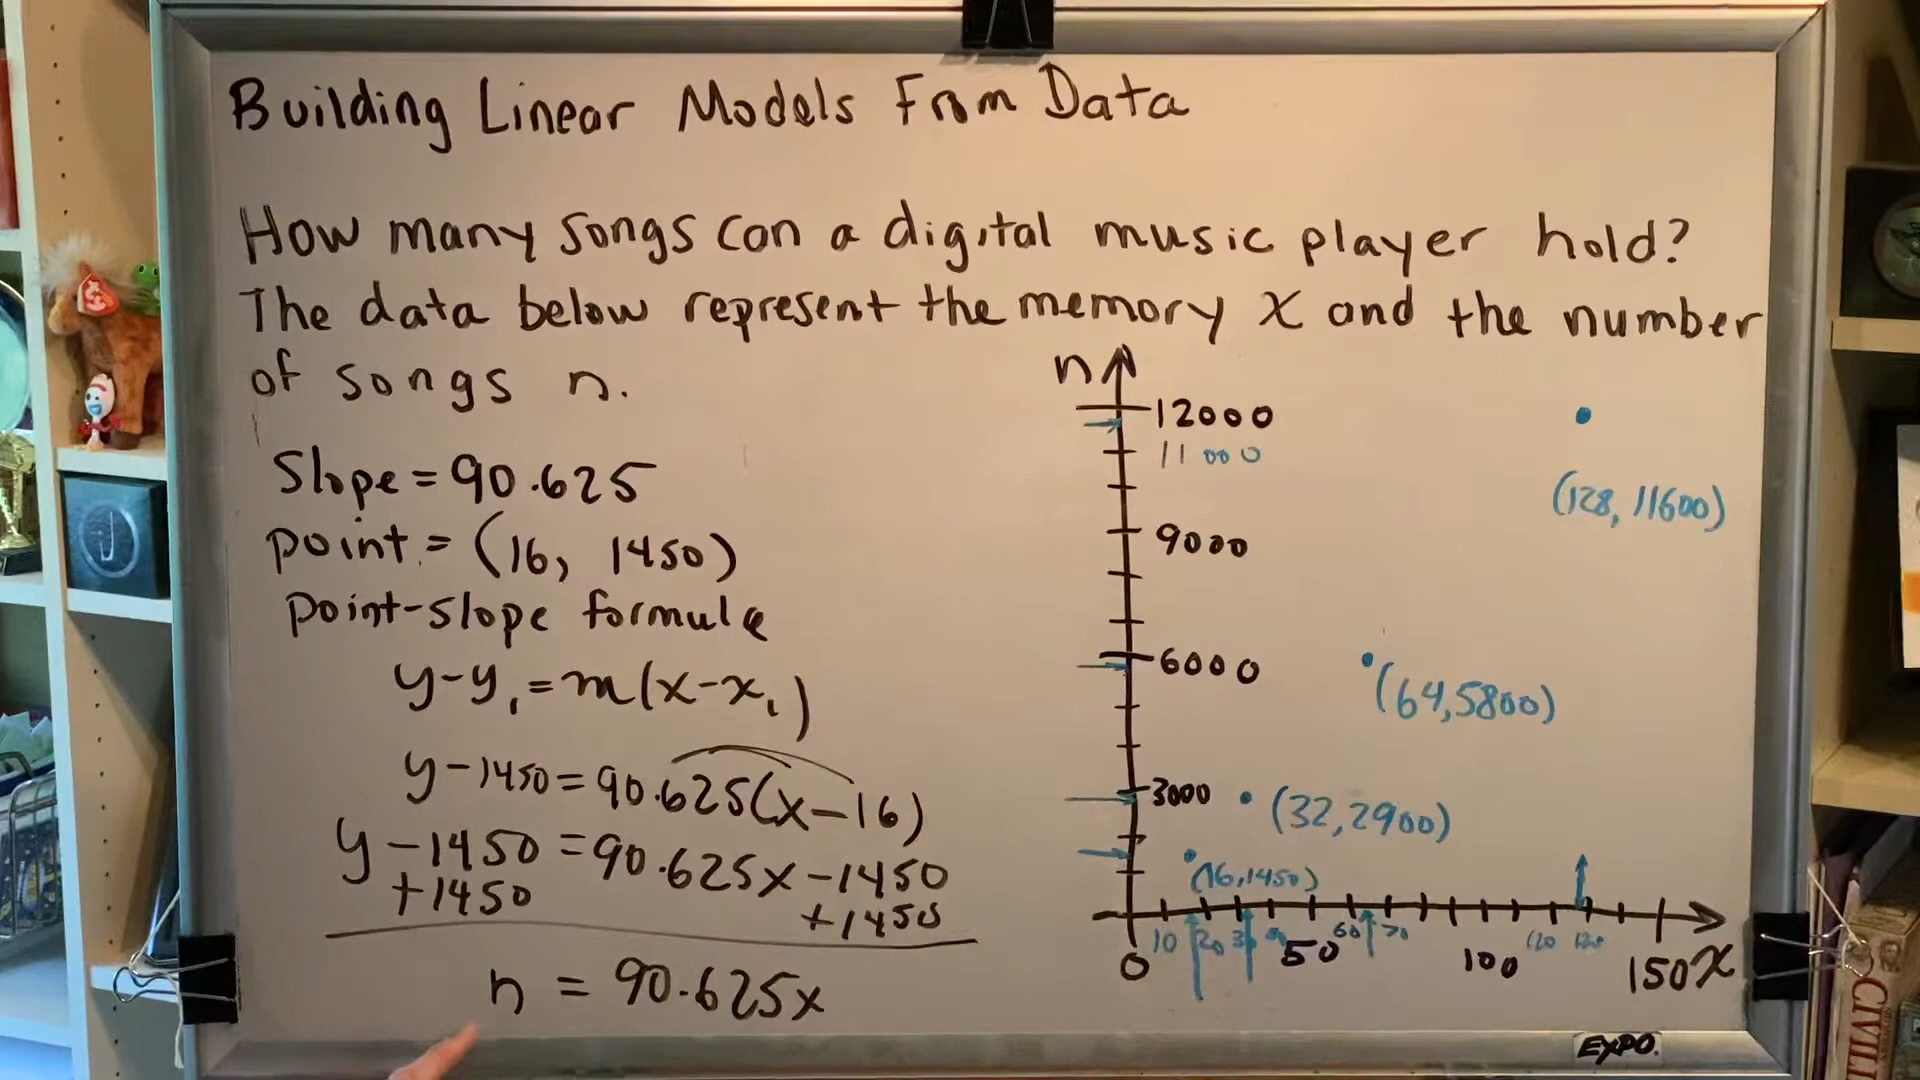 Building Linear Models From Data
How many songs can a digital music player hold?
The data below represent the memory x and the number
of songs n.
Slope = 90.625
point = (16, 1450)
point-slope formula
y-y₁=m(x-x₁)
y-1450=90.625(x-16)
y-1450=90.625x-1450
+1450 +1450
n = 90.625x
n
12000
11000
9000
6000
3000
(128, 11600)
(64,5800)
(32,2900)
(16,1450)
10 20 50 60 70 100 120 150 x
0
EXPO.
J
CIVILI